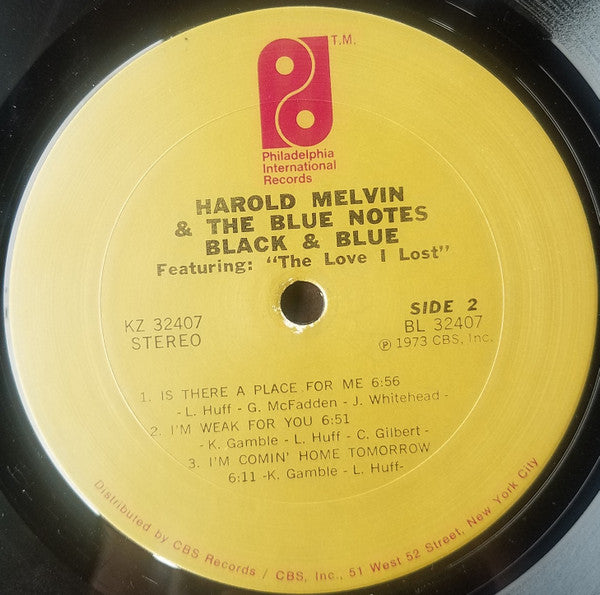 T.M.
Philadelphia
International
Records
HAROLD MELVIN
& THE BLUE NOTES
BLACK & BLUE
Featuring: "The Love I Lost"
KZ 32407
STEREO
SIDE 2
BL 32407
℗ 1973 CBS, Inc.
1. IS THERE A PLACE FOR ME 6:56
- L. Huff - G. McFadden - J. Whitehead -
2. I'M WEAK FOR YOU 6:51
- K. Gamble - L. Huff - C. Gilbert -
3. I'M COMIN' HOME TOMORROW
6:11 -K. Gamble - L. Huff-
Distributed by CBS Records / CBS, Inc., 51 West 52 Street, New York City